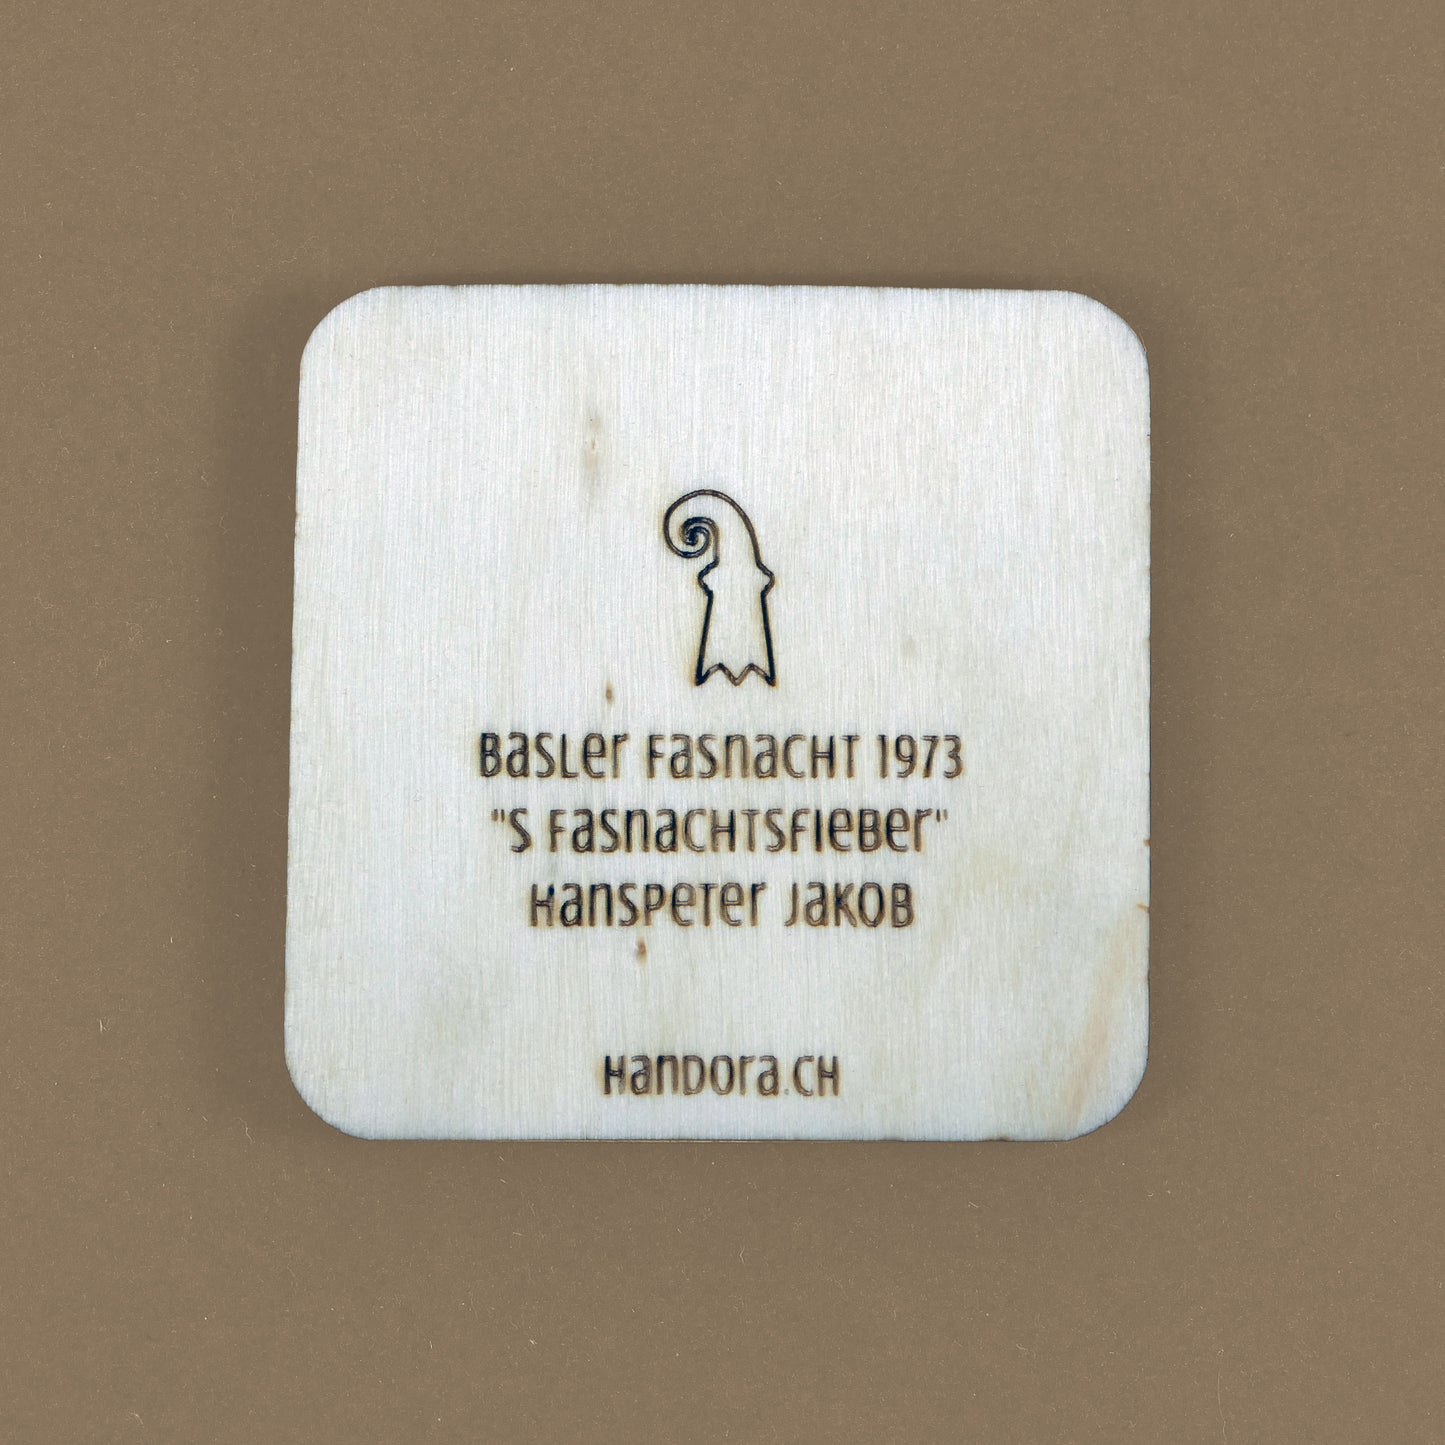 Basler Fasnacht 1973
"S Fasnachtsfieber"
Hanspeter Jakob
Handora.ch